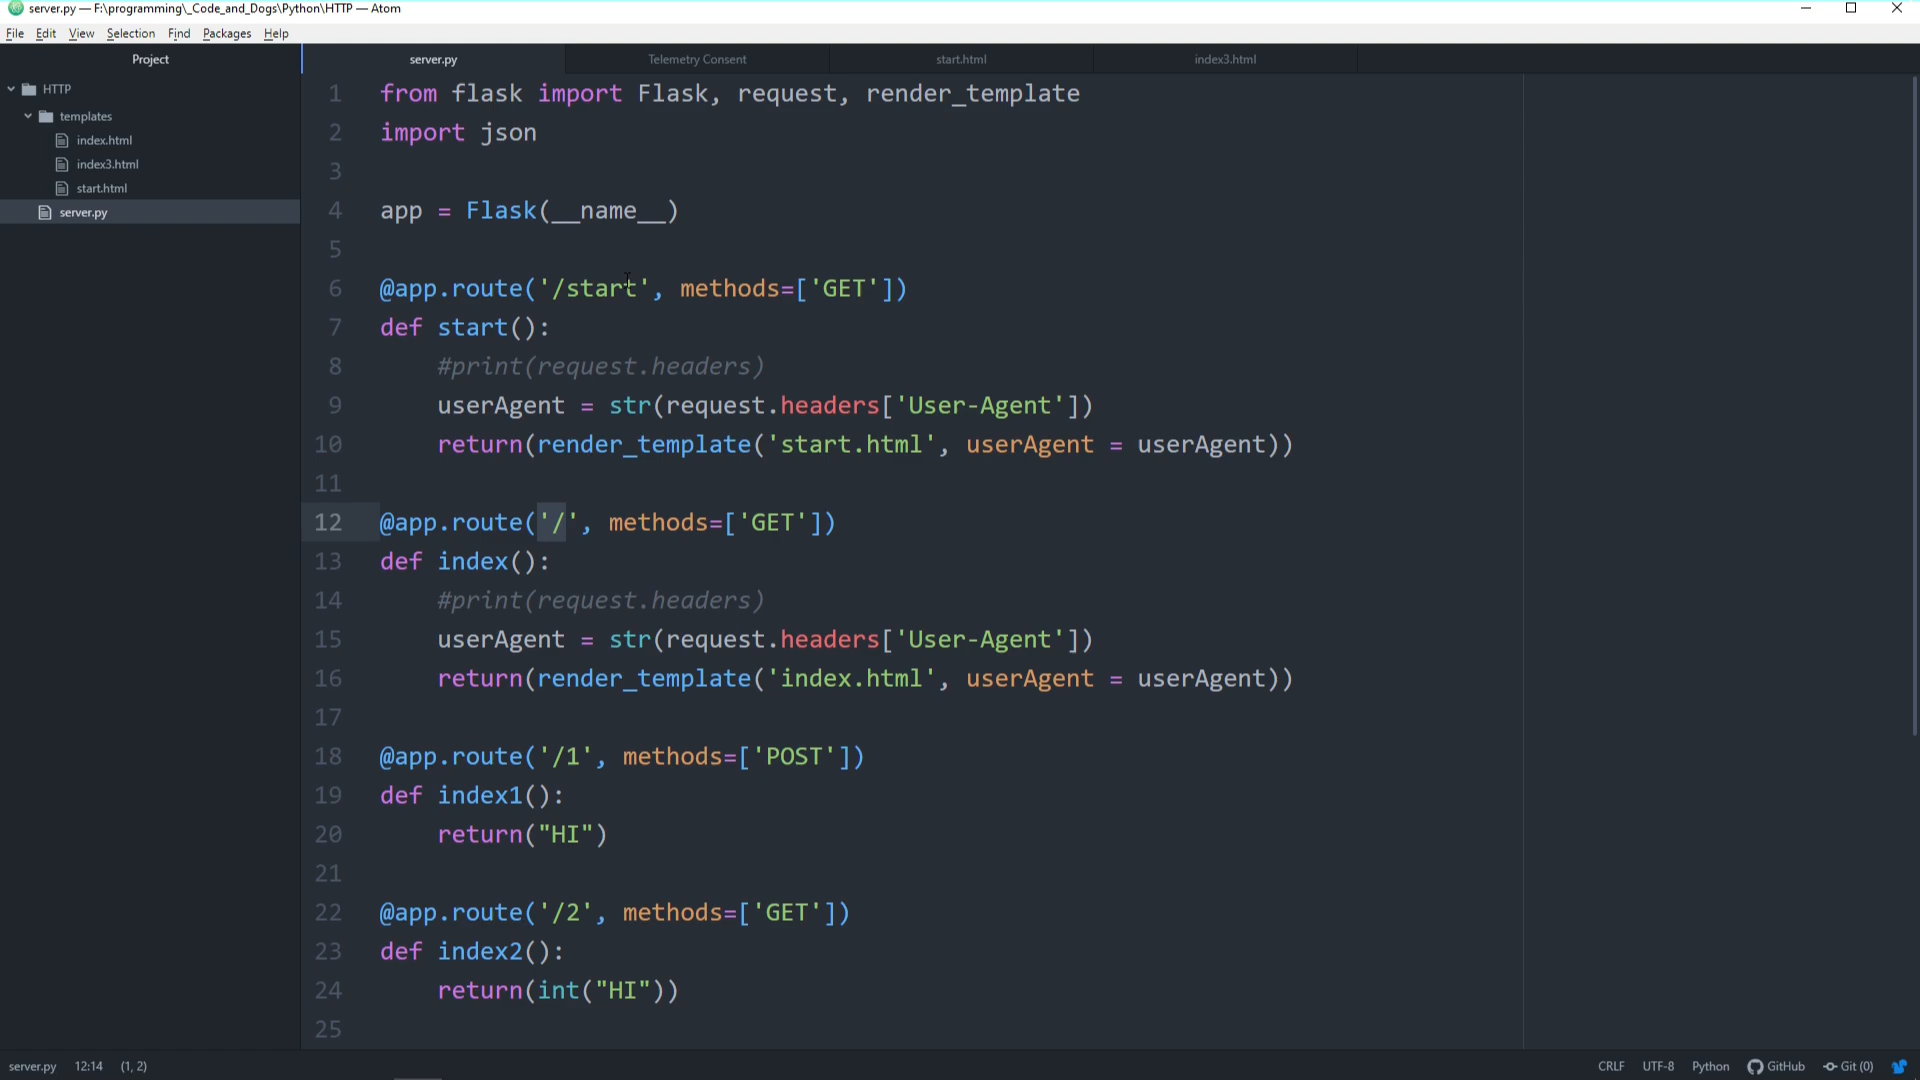 server.py — F:\programming\_Code_and_Dogs\Python\HTTP — Atom
File Edit View Selection Find Packages Help
Project
server.py
Telemetry Consent
start.html
index3.html
HTTP
templates
index.html
index3.html
start.html
server.py
1 from flask import Flask, request, render_template
2 import json
3
4 app = Flask(__name__)
5
6 @app.route('/start', methods=['GET'])
7 def start():
8 #print(request.headers)
9 userAgent = str(request.headers['User-Agent'])
10 return(render_template('start.html', userAgent = userAgent))
11
12 @app.route('/', methods=['GET'])
13 def index():
14 #print(request.headers)
15 userAgent = str(request.headers['User-Agent'])
16 return(render_template('index.html', userAgent = userAgent))
17
18 @app.route('/1', methods=['POST'])
19 def index1():
20 return("HI")
21
22 @app.route('/2', methods=['GET'])
23 def index2():
24 return(int("HI"))
25
server.py 12:14 (1, 2)
CRLF UTF-8 Python GitHub Git (0)